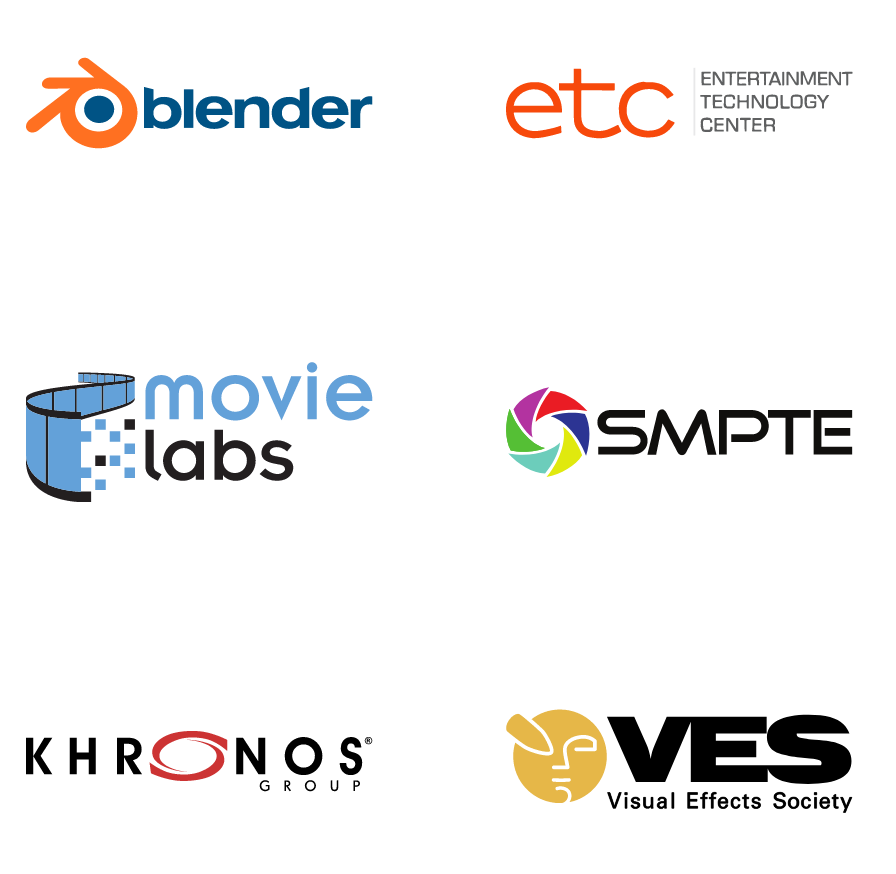 blender
etc
ENTERTAINMENT
TECHNOLOGY
CENTER
movie
labs
SMPTE
KHRONOS®
GROUP
VES
Visual Effects Society